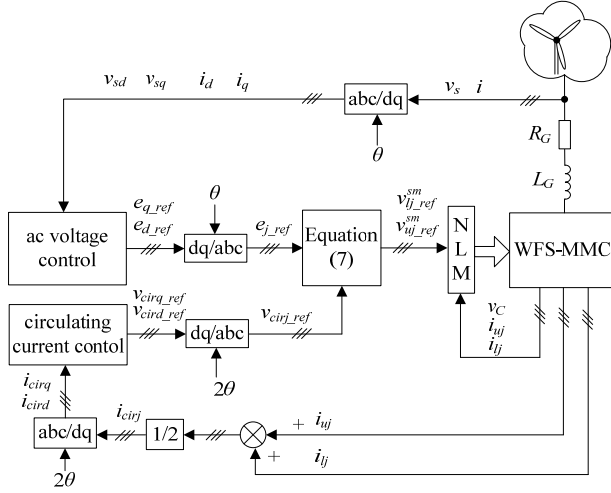 v_sd v_sq i_d i_q
abc/dq
v_s i
θ
R_G
L_G
e_q_ref
e_d_ref
θ
ac voltage
control
dq/abc
e_j_ref
Equation
(7)
v^sm_lj_ref
v^sm_uj_ref
N
L
M
WFS-MMC
circulating
current contol
v_cirq_ref
v_cird_ref
dq/abc
v_cirj_ref
2θ
v_C
i_uj
i_lj
i_cirq
i_cird
abc/dq
i_cirj
1/2
+ i_uj
+ i_lj
2θ